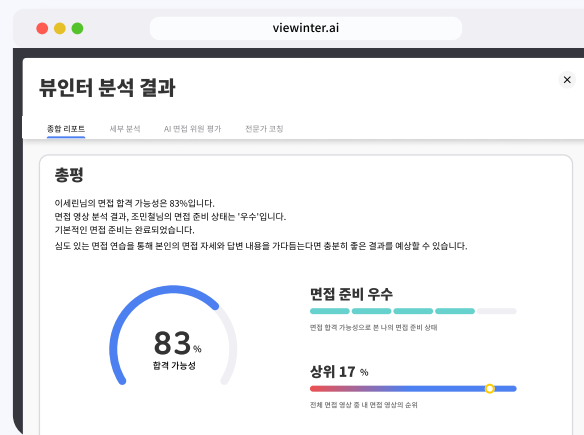 viewinter.ai
뷰인터 분석 결과
종합 리포트 세부 분석 AI 면접 위원 평가 전문가 코칭
총평
이세린님의 면접 합격 가능성은 83%입니다.
면접 영상 분석 결과, 조민철님의 면접 준비 상태는 '우수'입니다.
기본적인 면접 준비는 완료되었습니다.
심도 있는 면접 연습을 통해 본인의 면접 자세와 답변 내용을 가다듬는다면 충분히 좋은 결과를 예상할 수 있습니다.
83 %
합격 가능성
면접 준비 우수
면접 합격 가능성으로 본 나의 면접 준비 상태
상위 17 %
전체 면접 영상 중 내 면접 영상의 순위